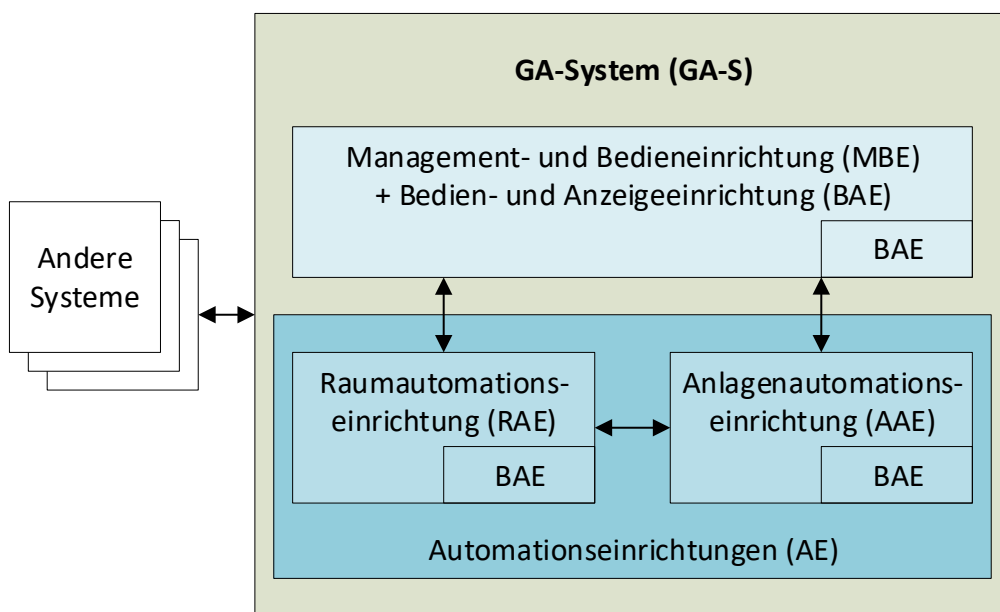 GA-System (GA-S)
Management- und Bedieneinrichtung (MBE)
+ Bedien- und Anzeigeeinrichtung (BAE)
BAE
Andere
Systeme
Raumautomations-
einrichtung (RAE)
BAE
Anlagenautomations-
einrichtung (AAE)
BAE
Automationseinrichtungen (AE)